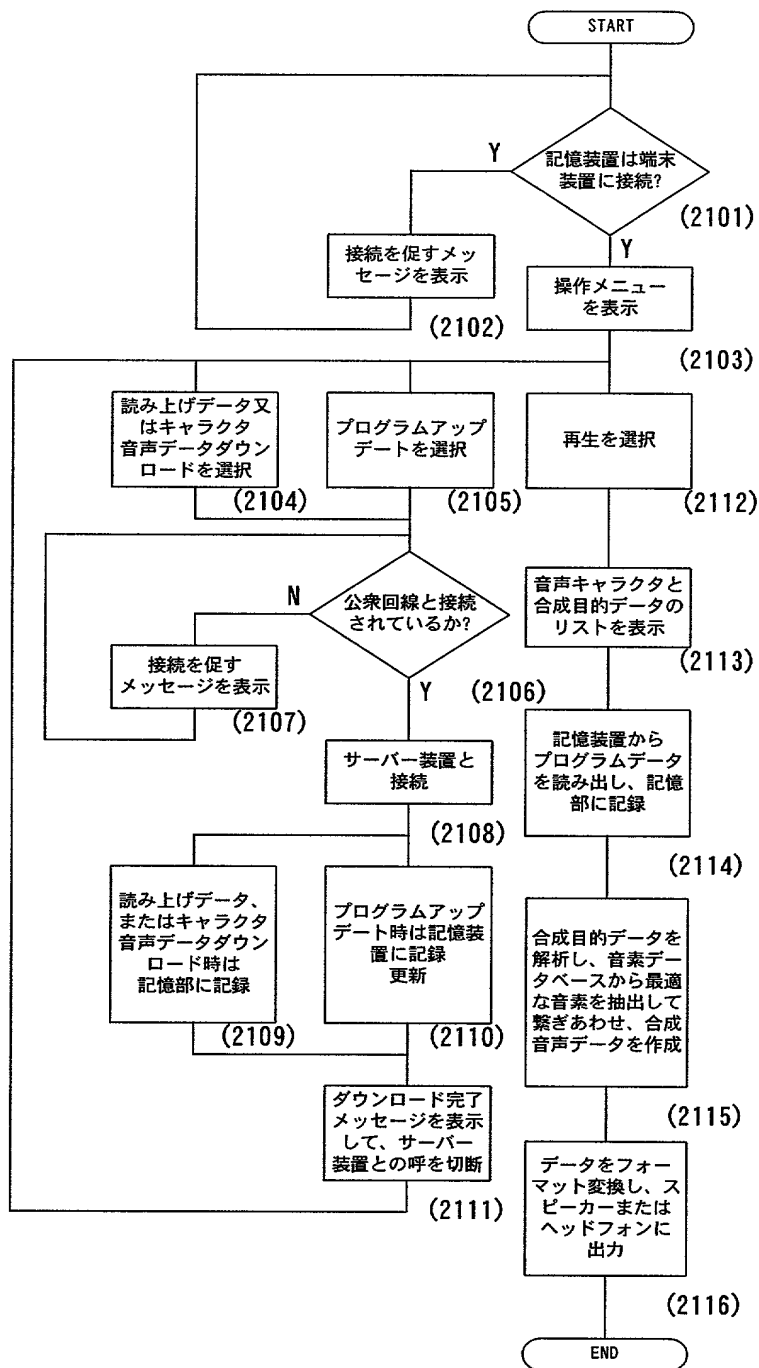 START
Y
記憶装置は端末
装置に接続?
(2101)
Y
接続を促すメッ
セージを表示
(2102)
操作メニュー
を表示
(2103)
読み上げデータ又
はキャラクタ
音声データダウン
ロードを選択
(2104)
プログラムアップ
デートを選択
(2105)
再生を選択
(2112)
N
公衆回線と接続
されているか?
(2106)
Y
接続を促す
メッセージを表示
(2107)
音声キャラクタと
合成目的データの
リストを表示
(2113)
サーバー装置と
接続
(2108)
記憶装置から
プログラムデータ
を読み出し、記憶
部に記録
(2114)
読み上げデータ、
またはキャラクタ
音声データダウン
ロード時は
記憶部に記録
(2109)
プログラムアップ
デート時は記憶装
置に記録
更新
(2110)
合成目的データを
解析し、音素デー
タベースから最適
な音素を抽出して
繋ぎあわせ、合成
音声データを作成
(2115)
ダウンロード完了
メッセージを表示
して、サーバー
装置との呼を切断
(2111)
データをフォー
マット変換し、ス
ピーカーまたは
ヘッドフォンに
出力
(2116)
END